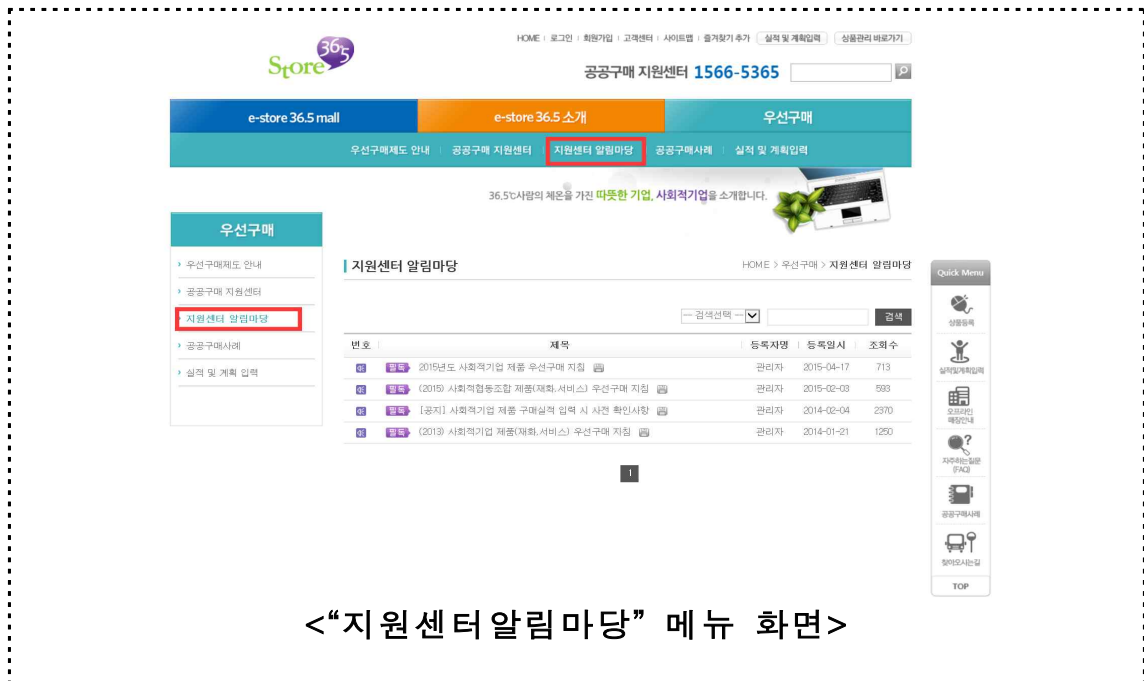 Store 36.5
HOME | 로그인 | 회원가입 | 고객센터 | 사이트맵 | 즐겨찾기 추가 실적 및 계획입력 상품관리 바로가기
공공구매 지원센터 1566-5365
e-store 36.5 mall e-store 36.5 소개 우선구매
우선구매제도 안내 | 공공구매 지원센터 | 지원센터 알림마당 | 공공구매사례 | 실적 및 계획입력
36.5℃사람의 체온을 가진 따뜻한 기업, 사회적기업을 소개합니다.
우선구매
우선구매제도 안내
공공구매 지원센터
지원센터 알림마당
공공구매사례
실적 및 계획 입력
지원센터 알림마당
HOME > 우선구매 > 지원센터 알림마당
-- 검색선택 -- 검색
번호 제목 등록자명 등록일시 조회수
필독 2015년도 사회적기업 제품 우선구매 지침 관리자 2015-04-17 713
필독 (2015) 사회적협동조합 제품(재화,서비스) 우선구매 지침 관리자 2015-02-03 593
필독 [공지] 사회적기업 제품 구매실적 입력 시 사전 확인사항 관리자 2014-02-04 2370
필독 (2013) 사회적기업 제품(재화,서비스) 우선구매 지침 관리자 2014-01-21 1250
1
Quick Menu
상품등록
실적및계획입력
오프라인
매장안내
자주하는질문
(FAQ)
공공구매사례
찾아오시는길
TOP
<“지원센터알림마당” 메뉴 화면>